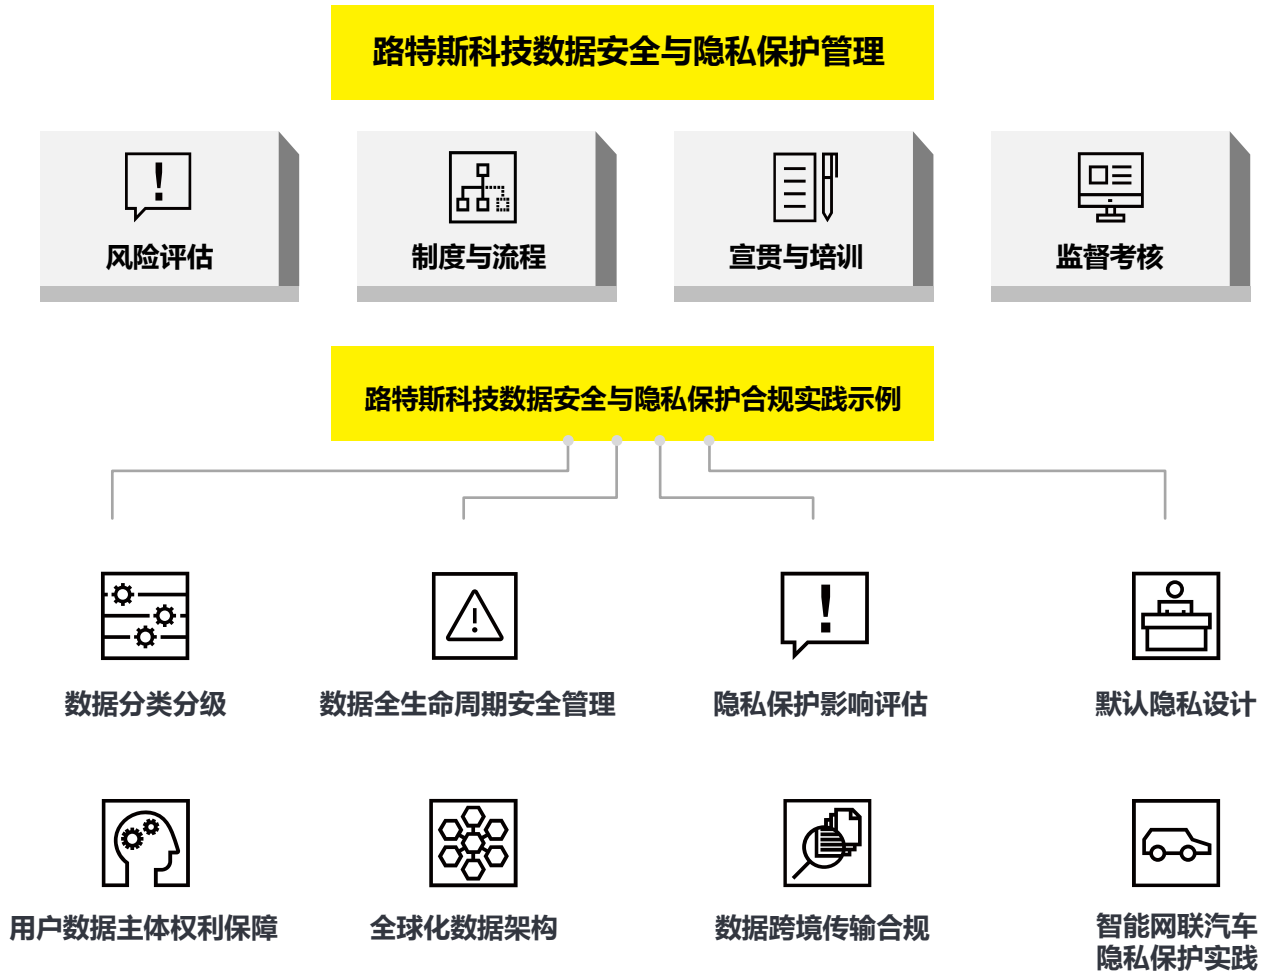 路特斯科技数据安全与隐私保护管理
风险评估
制度与流程
宣贯与培训
监督考核
路特斯科技数据安全与隐私保护合规实践示例
数据分类分级
数据全生命周期安全管理
隐私保护影响评估
默认隐私设计
用户数据主体权利保障
全球化数据架构
数据跨境传输合规
智能网联汽车
隐私保护实践